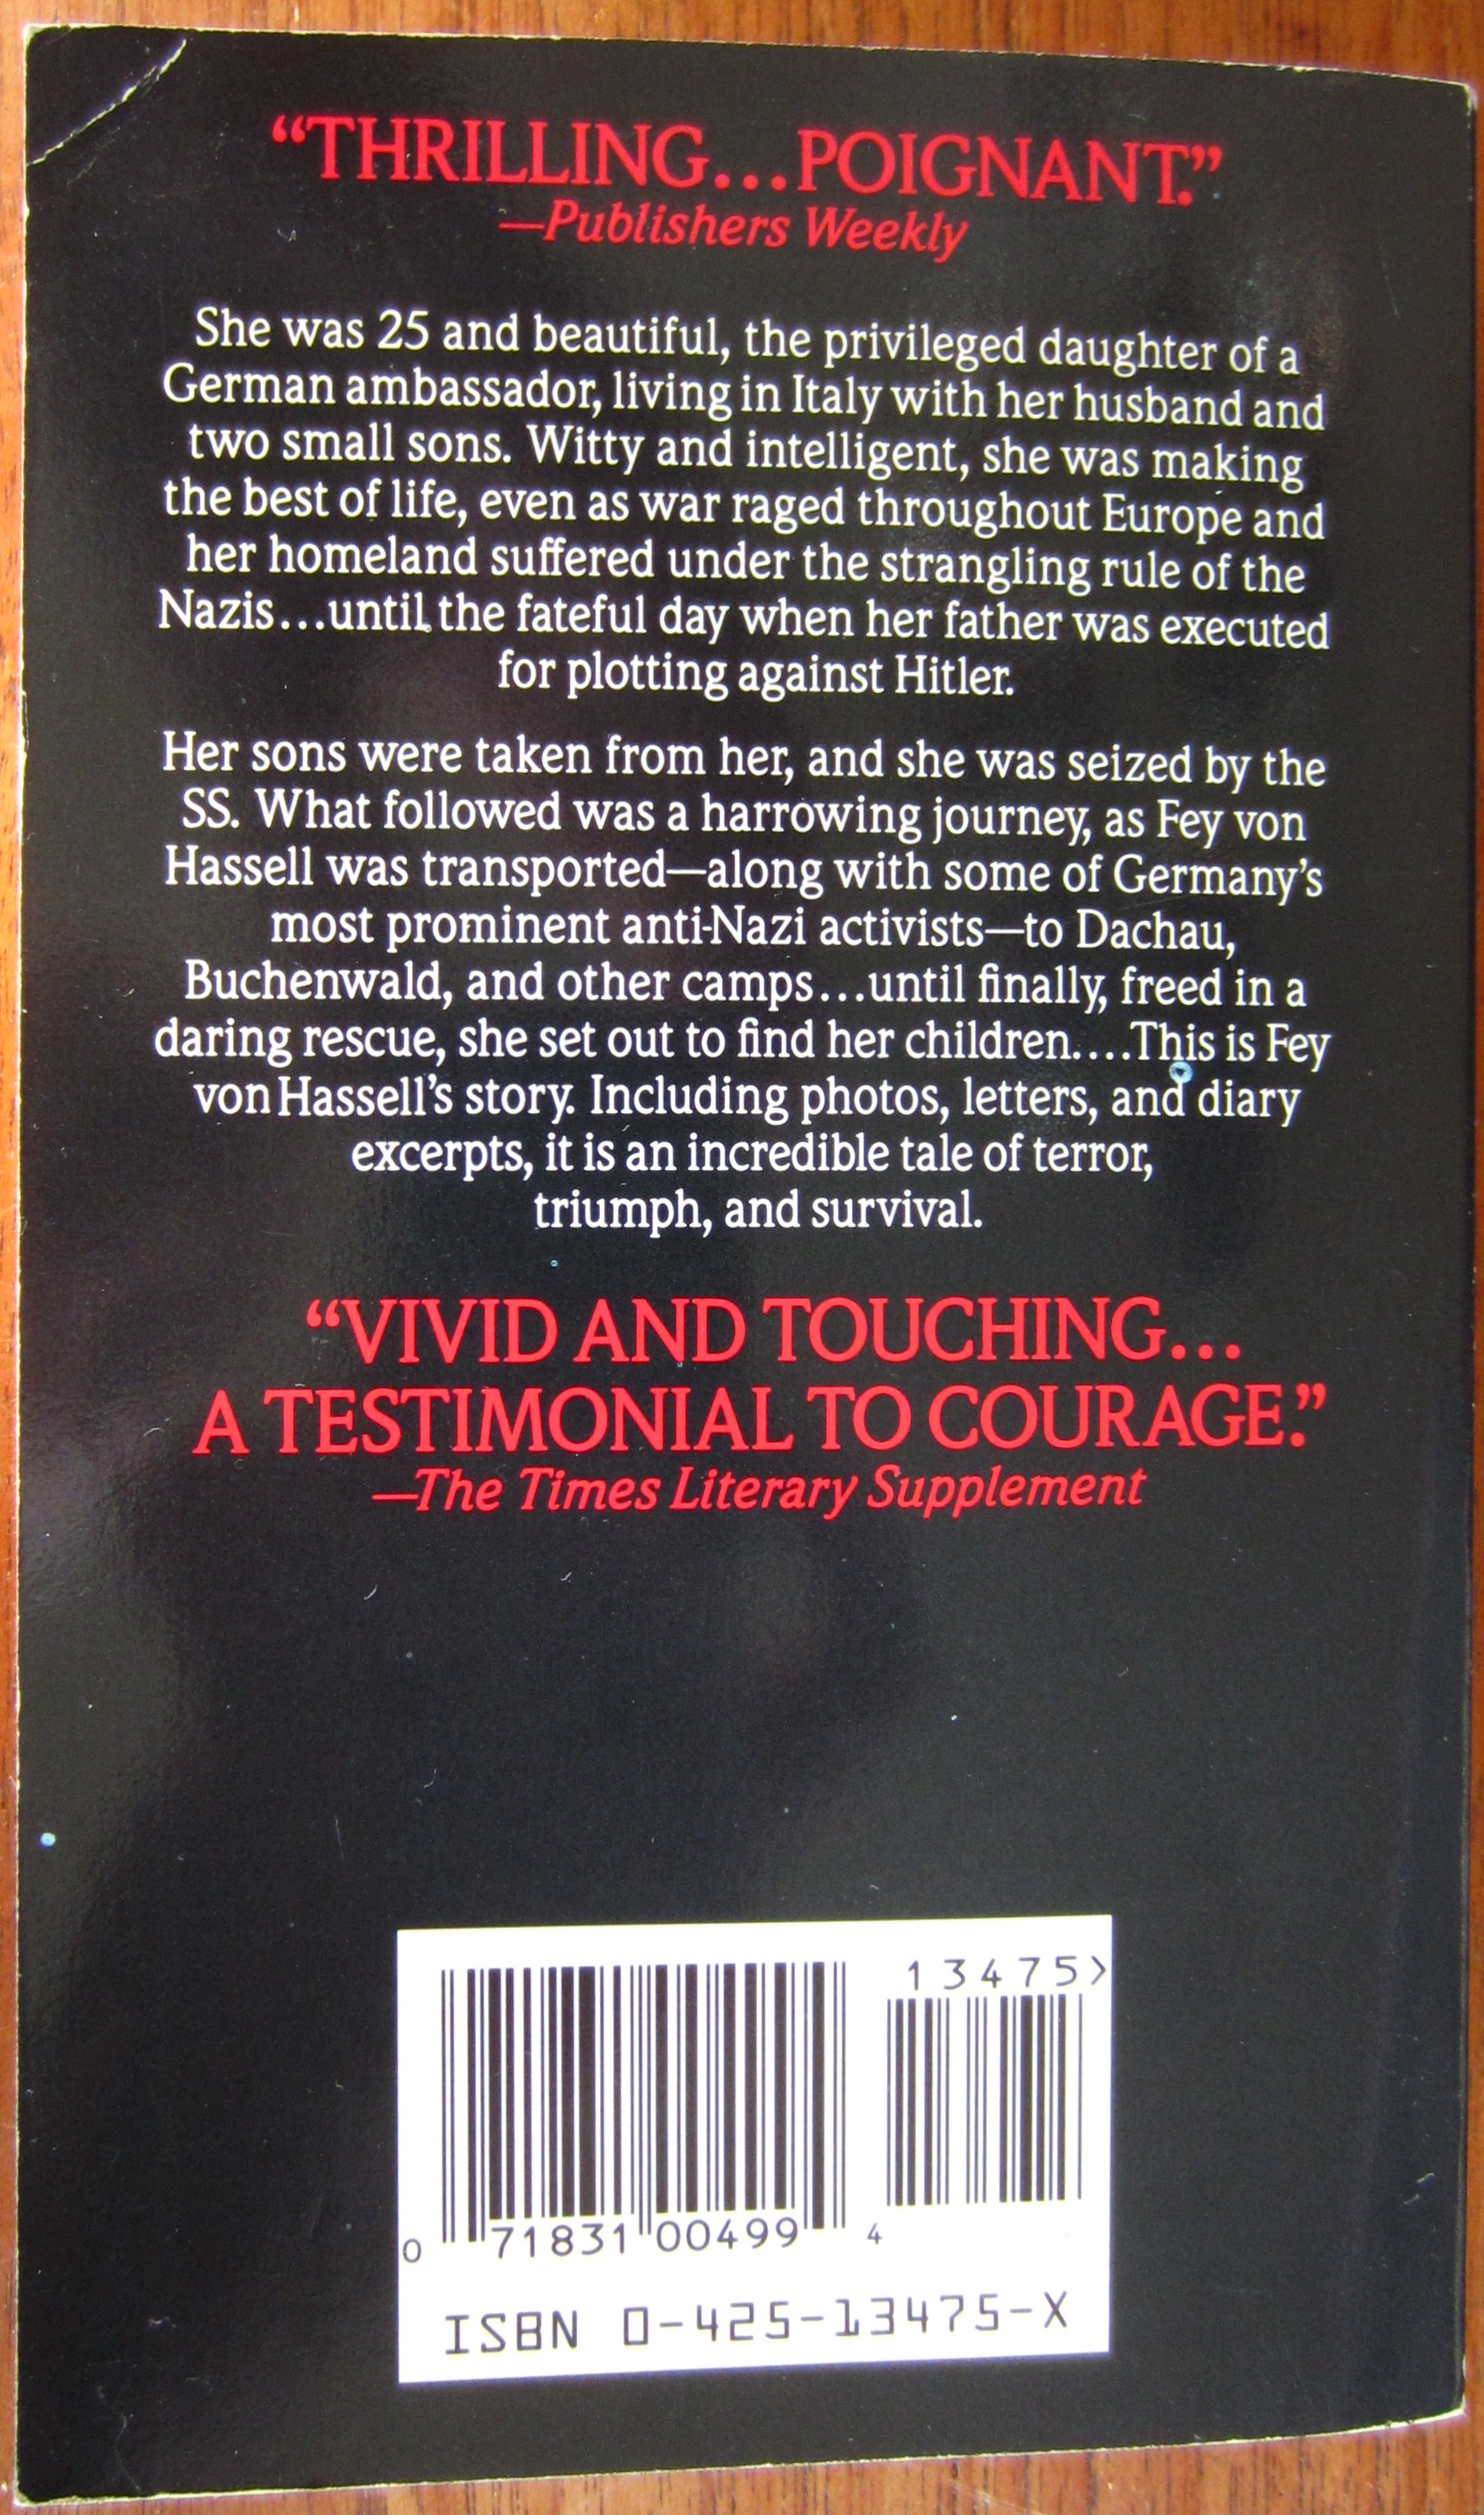 “THRILLING...POIGNANT.”
—Publishers Weekly
She was 25 and beautiful, the privileged daughter of a
German ambassador, living in Italy with her husband and
two small sons. Witty and intelligent, she was making
the best of life, even as war raged throughout Europe and
her homeland suffered under the strangling rule of the
Nazis...until the fateful day when her father was executed
for plotting against Hitler.
Her sons were taken from her, and she was seized by the
SS. What followed was a harrowing journey, as Fey von
Hassell was transported—along with some of Germany’s
most prominent anti-Nazi activists—to Dachau,
Buchenwald, and other camps...until finally, freed in a
daring rescue, she set out to find her children....This is Fey
von Hassell’s story. Including photos, letters, and diary
excerpts, it is an incredible tale of terror,
triumph, and survival.
“VIVID AND TOUCHING...
A TESTIMONIAL TO COURAGE.”
—The Times Literary Supplement
13475>
0 71831 00499 4
ISBN 0-425-13475-X